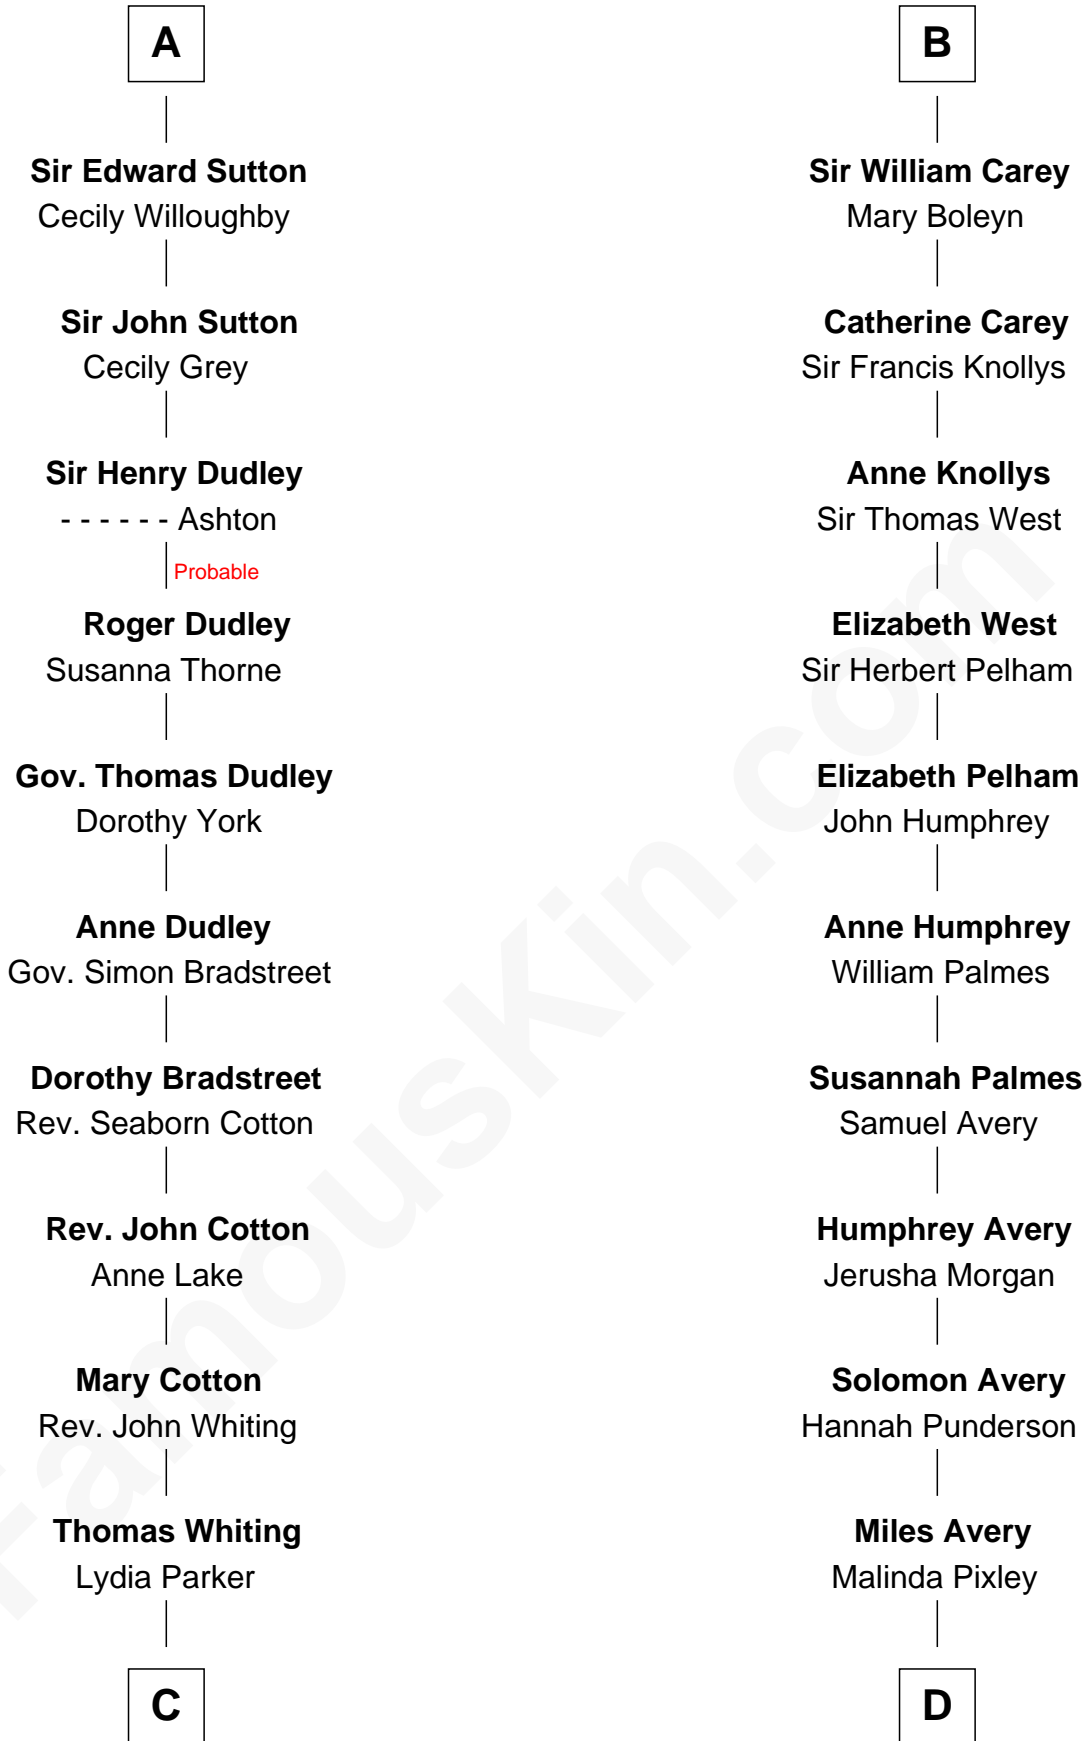 A
Sir Edward Sutton
Cecily Willoughby
Sir John Sutton
Cecily Grey
Sir Henry Dudley
- - - - - - Ashton
Probable
Roger Dudley
Susanna Thorne
Gov. Thomas Dudley
Dorothy York
Anne Dudley
Gov. Simon Bradstreet
Dorothy Bradstreet
Rev. Seaborn Cotton
Rev. John Cotton
Anne Lake
Mary Cotton
Rev. John Whiting
Thomas Whiting
Lydia Parker
C
B
Sir William Carey
Mary Boleyn
Catherine Carey
Sir Francis Knollys
Anne Knollys
Sir Thomas West
Elizabeth West
Sir Herbert Pelham
Elizabeth Pelham
John Humphrey
Anne Humphrey
William Palmes
Susannah Palmes
Samuel Avery
Humphrey Avery
Jerusha Morgan
Solomon Avery
Hannah Punderson
Miles Avery
Malinda Pixley
D
FamousKin.com